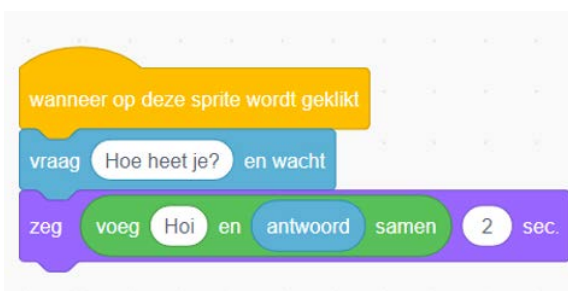 wanneer op deze sprite wordt geklikt
vraag Hoe heet je? en wacht
zeg voeg Hoi en antwoord samen 2 sec.